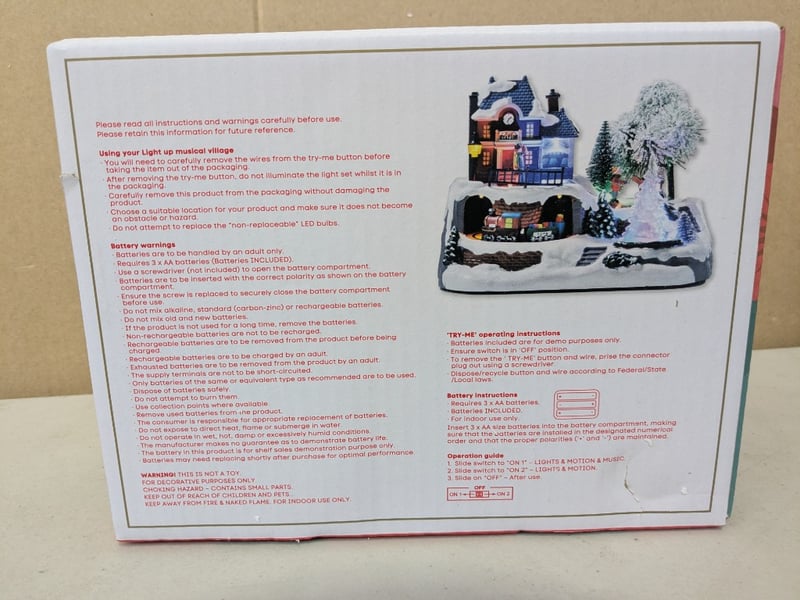 Please read all instructions and warnings carefully before use.
Please retain this information for future reference.
Using your Light up musical village
· You will need to carefully remove the wires from the try-me button before
taking the item out of the packaging.
· After removing the try-me button, do not illuminate the light set whilst it is in
the packaging.
· Carefully remove this product from the packaging without damaging the
product.
· Choose a suitable location for your product and make sure it does not become
an obstacle or hazard.
· Do not attempt to replace the "non-replaceable" LED bulbs.
Battery warnings
· Batteries are to be handled by an adult only.
· Requires 3 x AA batteries (Batteries INCLUDED).
· Use a screwdriver (not included) to open the battery compartment.
· Batteries are to be inserted with the correct polarity as shown on the battery
compartment.
· Ensure the screw is replaced to securely close the battery compartment
before use.
· Do not mix alkaline, standard (carbon-zinc) or rechargeable batteries.
· Do not mix old and new batteries.
· If the product is not used for a long time, remove the batteries.
· Non-rechargeable batteries are not to be recharged.
· Rechargeable batteries are to be removed from the product before being
charged.
· Rechargeable batteries are to be charged by an adult.
· Exhausted batteries are to be removed from the product by an adult.
· The supply terminals are not to be short-circuited.
· Only batteries of the same or equivalent type as recommended are to be used.
· Dispose of batteries safely.
· Do not attempt to burn them.
· Use collection points where available.
· Remove used batteries from the product.
· The consumer is responsible for appropriate replacement of batteries.
· Do not expose to direct heat, flame or submerge in water.
· Do not operate in wet, hot, damp or excessively humid conditions.
· The manufacturer makes no guarantee as to demonstrate battery life.
· The battery in this product is for shelf sales demonstration purpose only.
· Batteries may need replacing shortly after purchase for optimal performance.
WARNING! THIS IS NOT A TOY.
FOR DECORATIVE PURPOSES ONLY.
CHOKING HAZARD - CONTAINS SMALL PARTS.
KEEP OUT OF REACH OF CHILDREN AND PETS.
KEEP AWAY FROM FIRE & NAKED FLAME. FOR INDOOR USE ONLY.
'TRY-ME' operating instructions
· Batteries included are for demo purposes only.
· Ensure switch is in 'OFF' position.
· To remove the 'TRY-ME' button and wire, prise the connector
plug out using a screwdriver.
· Dispose/recycle button and wire according to Federal/State
/Local laws.
Battery instructions
· Requires 3 x AA batteries.
· Batteries INCLUDED.
· For indoor use only.
Insert 3 x AA size batteries into the battery compartment, making
sure that the batteries are installed in the designated numerical
order and that the proper polarities ('+' and '-') are maintained.
Operation guide
1. Slide switch to "ON 1" - LIGHTS & MOTION & MUSIC.
2. Slide switch to "ON 2" - LIGHTS & MOTION.
3. Slide on "OFF" - After use.
OFF
ON 1 ON 2